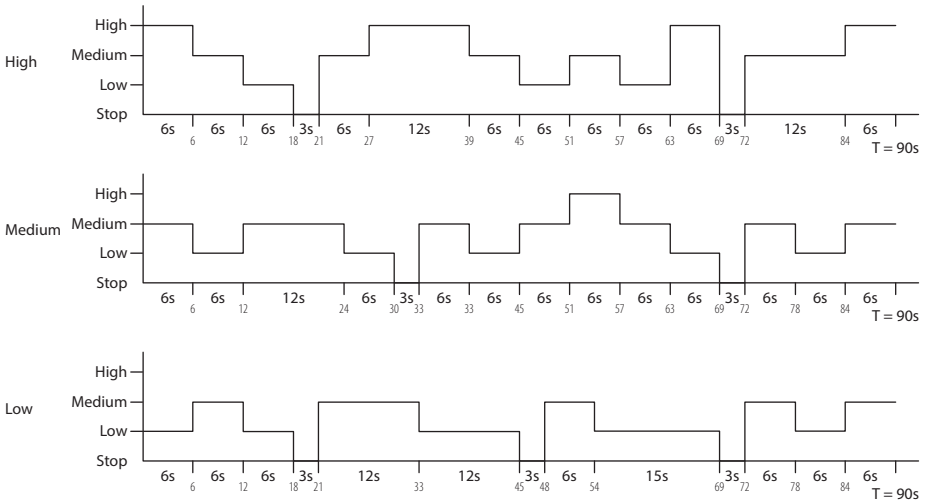 High
High
Medium
Low
Stop
6s 6s 6s 3s 6s 12s 6s 6s 6s 6s 6s 3s 12s 6s
6 12 18 21 27 39 45 51 57 63 69 72 84
T = 90s
Medium
High
Medium
Low
Stop
6s 6s 12s 6s 3s 6s 6s 6s 6s 6s 6s 3s 6s 6s 6s
6 12 24 30 33 33 45 51 57 63 69 72 78 84
T = 90s
Low
High
Medium
Low
Stop
6s 6s 6s 3s 12s 12s 3s 6s 15s 3s 6s 6s 6s
6 12 18 21 33 45 48 54 69 72 78 84
T = 90s